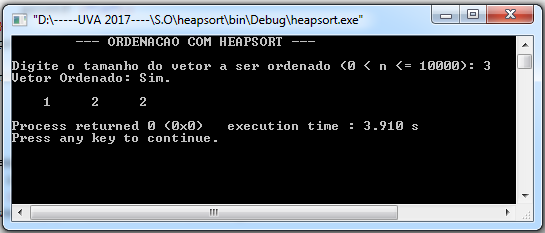 "D:\-----UVA 2017----\S.O\heapsort\bin\Debug\heapsort.exe"
--- ORDENACAO COM HEAPSORT ---
Digite o tamanho do vetor a ser ordenado (0 < n <= 10000): 3
Vetor Ordenado: Sim.
1 2 2
Process returned 0 (0x0) execution time : 3.910 s
Press any key to continue.